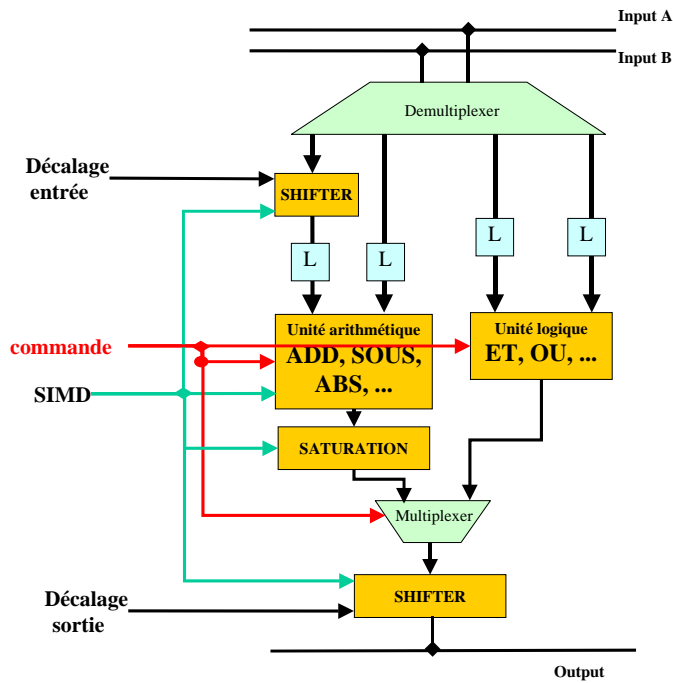 Input A
Input B
Demultiplexer
Décalage
entrée
SHIFTER
L
L
L
L
Unité arithmétique
ADD, SOUS,
ABS, ...
Unité logique
ET, OU, ...
commande
SIMD
SATURATION
Multiplexer
SHIFTER
Décalage
sortie
Output